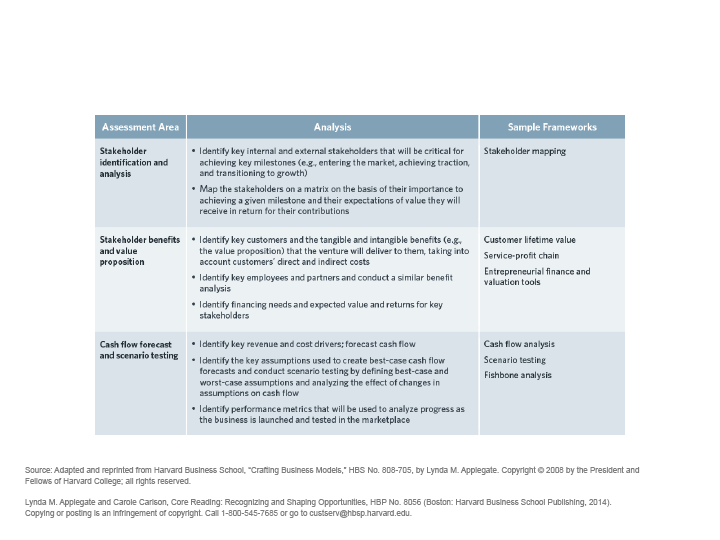 Assessment Area
Analysis
Sample Frameworks
Stakeholder
identification and
analysis
• Identify key internal and external stakeholders that will be critical for
achieving key milestones (e.g., entering the market, achieving traction,
and transitioning to growth)
• Map the stakeholders on a matrix on the basis of their importance to
achieving a given milestone and their expectations of value they will
receive in return for their contributions
Stakeholder mapping
Stakeholder benefits
and value
proposition
• Identify key customers and the tangible and intangible benefits (e.g.,
the value proposition) that the venture will deliver to them, taking into
account customers' direct and indirect costs
• Identify key employees and partners and conduct a similar benefit
analysis
• Identify financing needs and expected value and returns for key
stakeholders
Customer lifetime value
Service-profit chain
Entrepreneurial finance and
valuation tools
Cash flow forecast
and scenario testing
• Identify key revenue and cost drivers; forecast cash flow
• Identify the key assumptions used to create best-case cash flow
forecasts and conduct scenario testing by defining best-case and
worst-case assumptions and analyzing the effect of changes in
assumptions on cash flow
• Identify performance metrics that will be used to analyze progress as
the business is launched and tested in the marketplace
Cash flow analysis
Scenario testing
Fishbone analysis
Source: Adapted and reprinted from Harvard Business School, "Crafting Business Models," HBS No. 808-705, by Lynda M. Applegate. Copyright © 2008 by the President and
Fellows of Harvard College; all rights reserved.
Lynda M. Applegate and Carole Carlson, Core Reading: Recognizing and Shaping Opportunities, HBP No. 8056 (Boston: Harvard Business School Publishing, 2014).
Copying or posting is an infringement of copyright. Call 1-800-545-7685 or go to custserv@hbsp.harvard.edu.